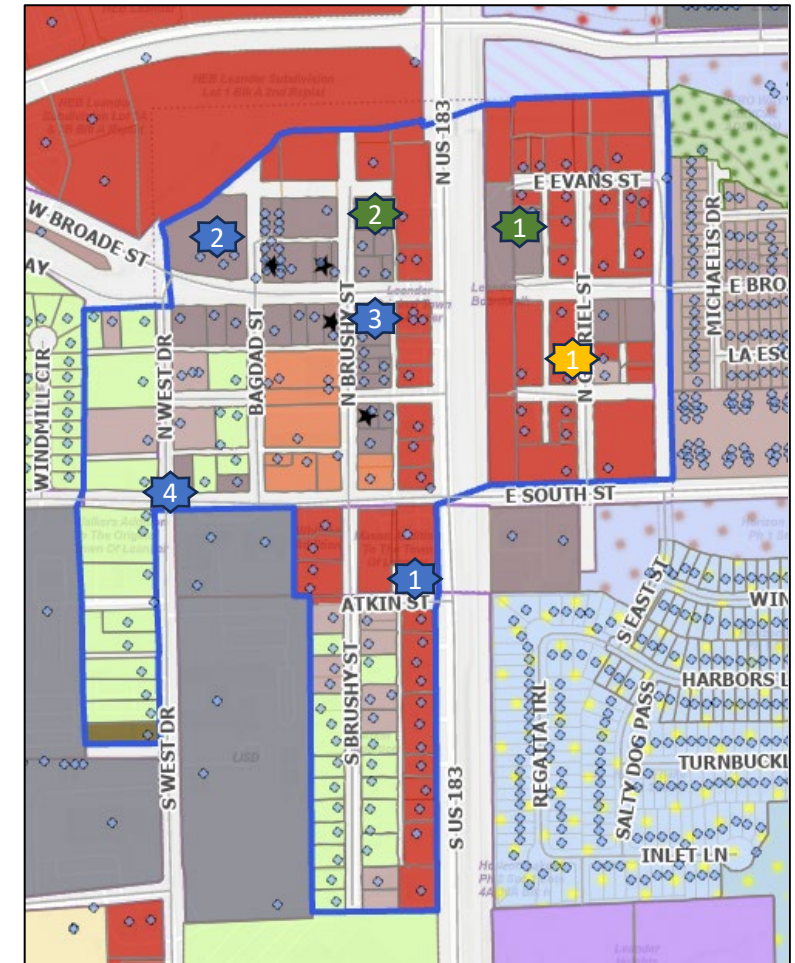 HEB Leander Subdivision
Lot 1 Blk A 2nd Replat
N US 183
E EVANS ST
W BROADE ST
AY
2
2
1
MICHAELIS DR
E BRO
3
1
LA ESC
N BRUSHY ST
BAGDAD ST
N WEST DR
WINDMILL CIR
4
E SOUTH ST
1
ATKIN ST
S EAST ST
WIN
HARBORS L
S BRUSHY ST
REGATTA TRL
SALTY DOG PASS
S WEST DR
LISD
TURNBUCKL
S US 183
INLET LN
Leander
Heights